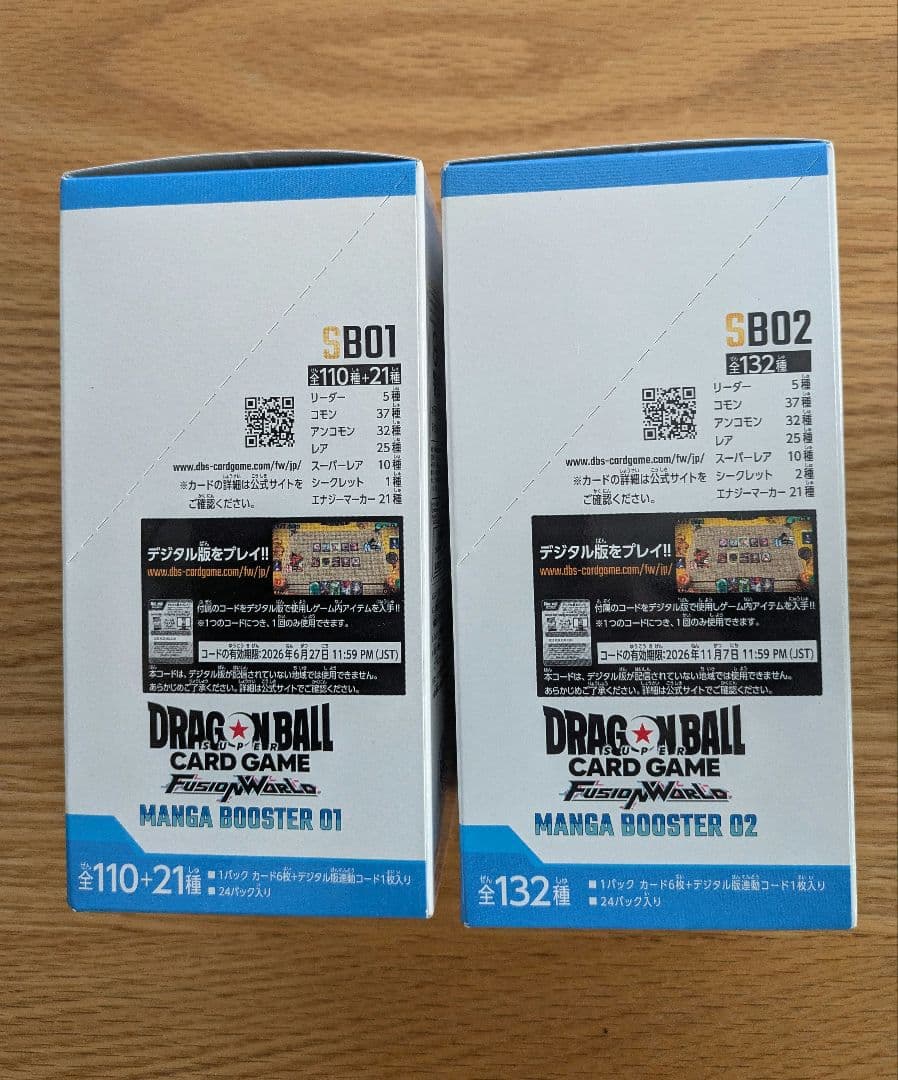 SB01
全110種+21種
リーダー 5種
コモン 37種
アンコモン 32種
レア 25種
スーパーレア 10種
シークレット 1種
エナジーマーカー 21種
www.dbs-cardgame.com/fw/jp/
※カードの詳細は公式サイトを
ご確認ください。
デジタル版をプレイ!!
www.dbs-cardgame.com/fw/jp/
付属のコードをデジタル版で使用しゲーム内アイテムを入手!!
※1つのコードにつき、1回のみ使用できます。
コードの有効期限:2026年6月27日 11:59 PM (JST)
本コードは、デジタル版が配信されていない地域では使用できません。
あらかじめご了承ください。詳細は公式サイトでご確認ください。
DRAGON BALL
SUPER
CARD GAME
FUSION WORLD
MANGA BOOSTER 01
全110+21種
■1パック カード6枚+デジタル版連動コード1枚入り
■24パック入り
SB02
全132種
リーダー 5種
コモン 37種
アンコモン 32種
レア 25種
スーパーレア 10種
シークレット 2種
エナジーマーカー 21種
www.dbs-cardgame.com/fw/jp/
※カードの詳細は公式サイトを
ご確認ください。
デジタル版をプレイ!!
www.dbs-cardgame.com/fw/jp/
付属のコードをデジタル版で使用しゲーム内アイテムを入手!!
※1つのコードにつき、1回のみ使用できます。
コードの有効期限:2026年11月7日 11:59 PM (JST)
本コードは、デジタル版が配信されていない地域では使用できません。
あらかじめご了承ください。詳細は公式サイトでご確認ください。
DRAGON BALL
SUPER
CARD GAME
FUSION WORLD
MANGA BOOSTER 02
全132種
■1パック カード6枚+デジタル版連動コード1枚入り
■24パック入り